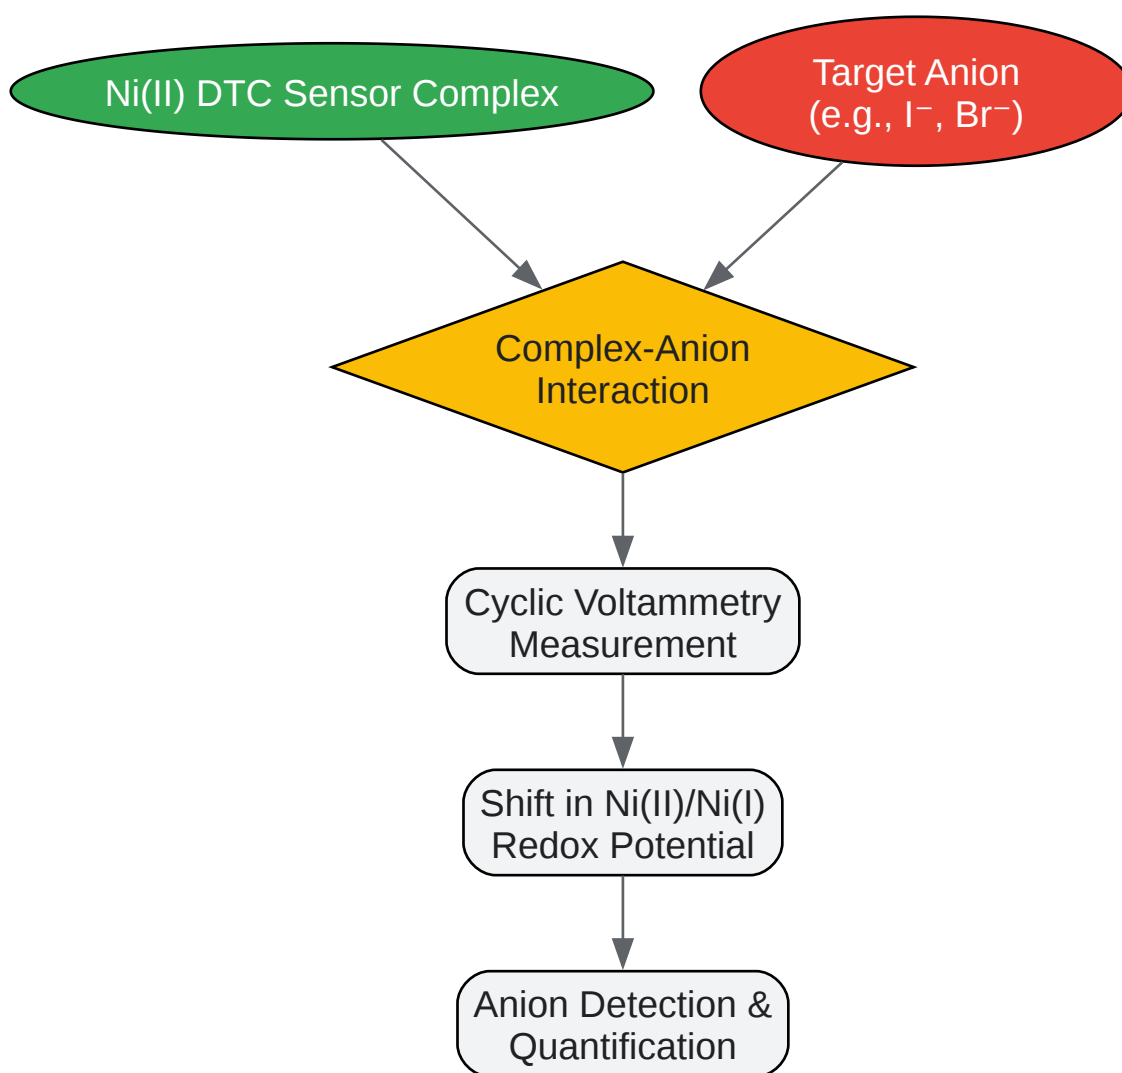 Ni(II) DTC Sensor Complex
Target Anion
(e.g., I⁻, Br⁻)
Complex-Anion
Interaction
Cyclic Voltammetry
Measurement
Shift in Ni(II)/Ni(I)
Redox Potential
Anion Detection &
Quantification